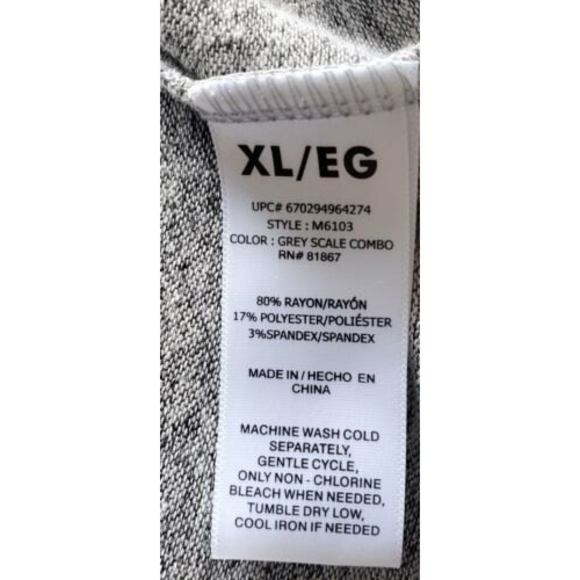 XL/EG
UPC# 670294964274
STYLE : M6103
COLOR : GREY SCALE COMBO
RN# 81867
80% RAYON/RAYÓN
17% POLYESTER/POLIÉSTER
3%SPANDEX/SPANDEX
MADE IN / HECHO EN
CHINA
MACHINE WASH COLD
SEPARATELY,
GENTLE CYCLE,
ONLY NON - CHLORINE
BLEACH WHEN NEEDED,
TUMBLE DRY LOW,
COOL IRON IF NEEDED